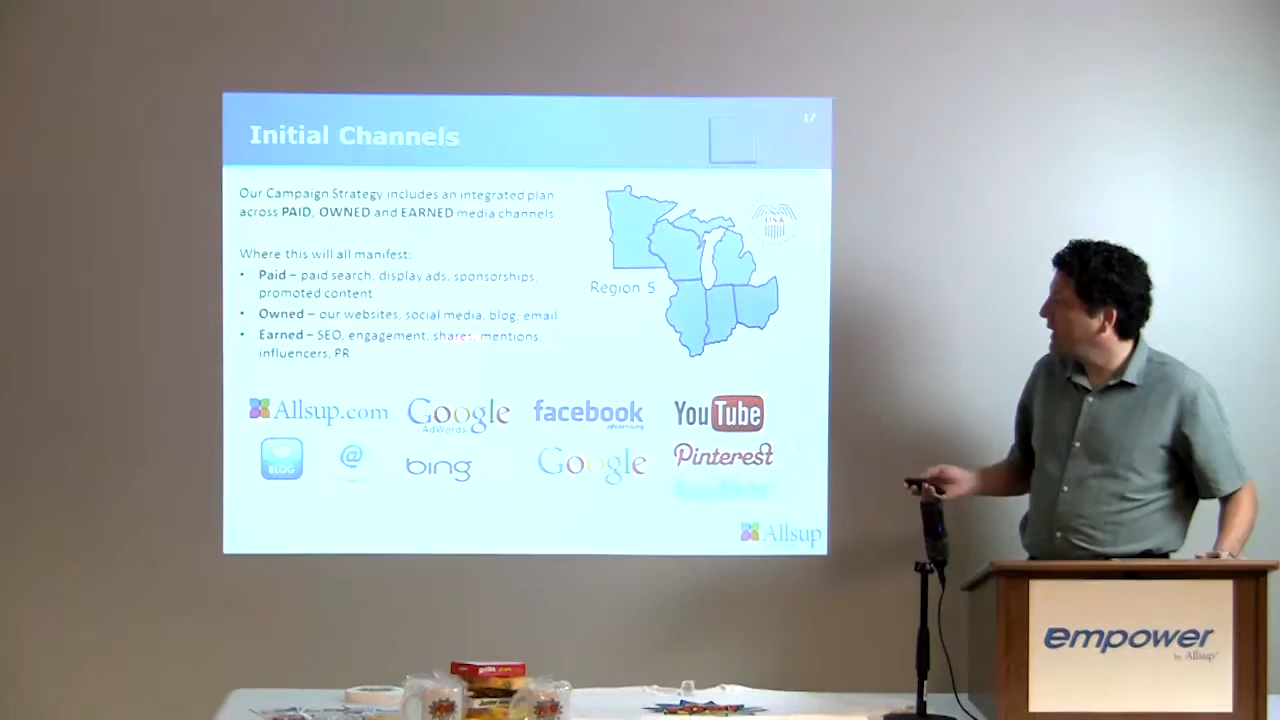 17
Initial Channels
Our Campaign Strategy includes an integrated plan
across PAID, OWNED and EARNED media channels.
USA
Where this will all manifest:
• Paid – paid search, display ads, sponsorships,
promoted content
Region 5
• Owned – our websites, social media, blog, email
• Earned – SEO, engagement, shares, mentions,
influencers, PR
Allsup.com
Google
AdWords
facebook
advertising
YouTube
BLOG
@
bing
Google
Pinterest
twitter
Allsup
empower
by Allsup